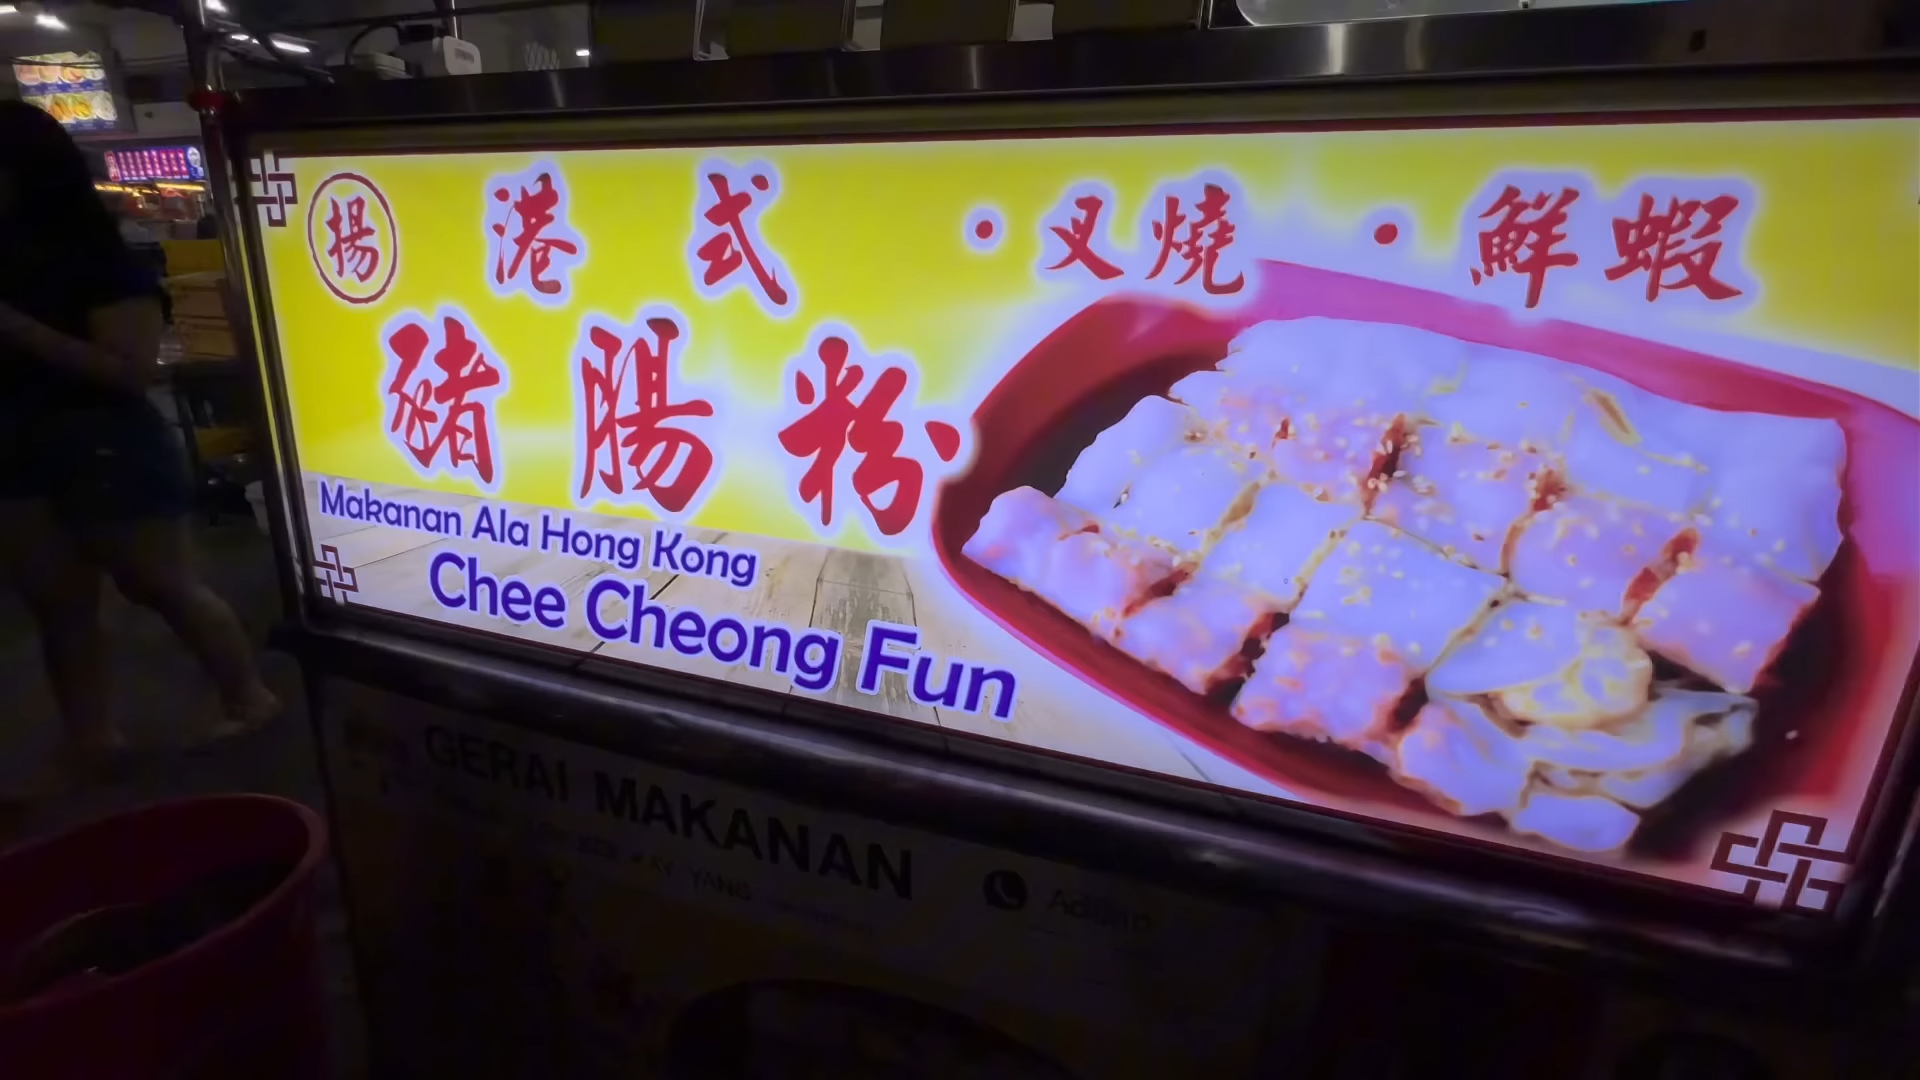 揚 港式 ·叉燒 ·鮮蝦
豬腸粉
Makanan Ala Hong Kong
Chee Cheong Fun
GERAI MAKANAN
YANG